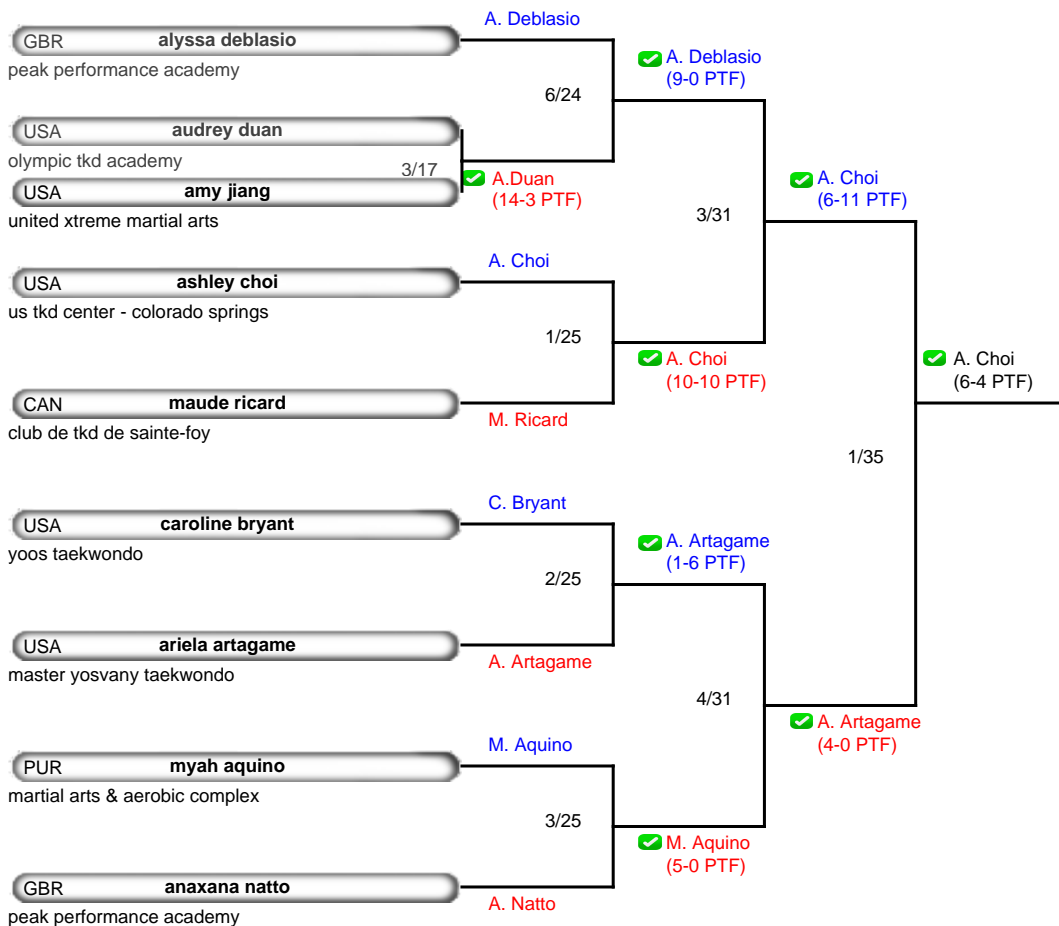 A. Deblasio
GBR alyssa deblasio
peak performance academy
A. Deblasio
(9-0 PTF)
6/24
USA audrey duan
olympic tkd academy
3/17
A.Duan
(14-3 PTF)
USA amy jiang
united xtreme martial arts
A. Choi
(6-11 PTF)
3/31
A. Choi
USA ashley choi
us tkd center - colorado springs
1/25
A. Choi
(10-10 PTF)
A. Choi
(6-4 PTF)
CAN maude ricard
club de tkd de sainte-foy
M. Ricard
1/35
C. Bryant
USA caroline bryant
yoos taekwondo
A. Artagame
(1-6 PTF)
2/25
USA ariela artagame
master yosvany taekwondo
A. Artagame
4/31
A. Artagame
(4-0 PTF)
M. Aquino
PUR myah aquino
martial arts & aerobic complex
3/25
M. Aquino
(5-0 PTF)
GBR anaxana natto
peak performance academy
A. Natto